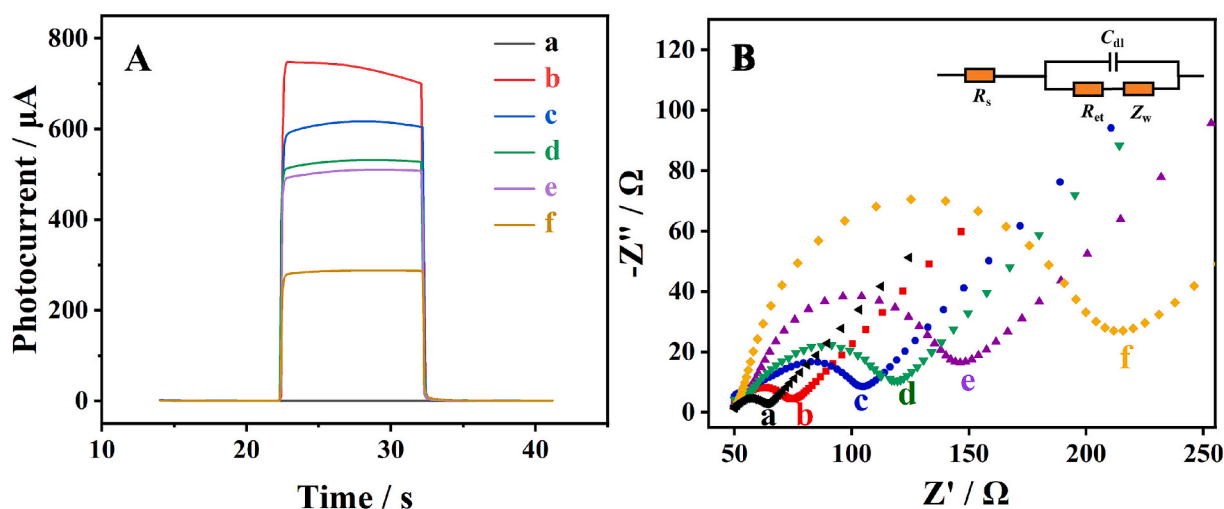 A
Photocurrent / μA
800
600
400
200
0
10
20
30
40
Time / s
a
b
c
d
e
f
B
-Z'' / Ω
120
100
80
60
40
20
0
50
100
150
200
250
Z' / Ω
Cdl
Rs
Ret
Zw
a
b
c
d
e
f